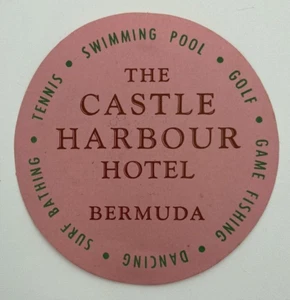 THE
CASTLE
HARBOUR
HOTEL
BERMUDA
TENNIS • SWIMMING POOL • GOLF • GAME FISHING • DANCING • SURF BATHING •